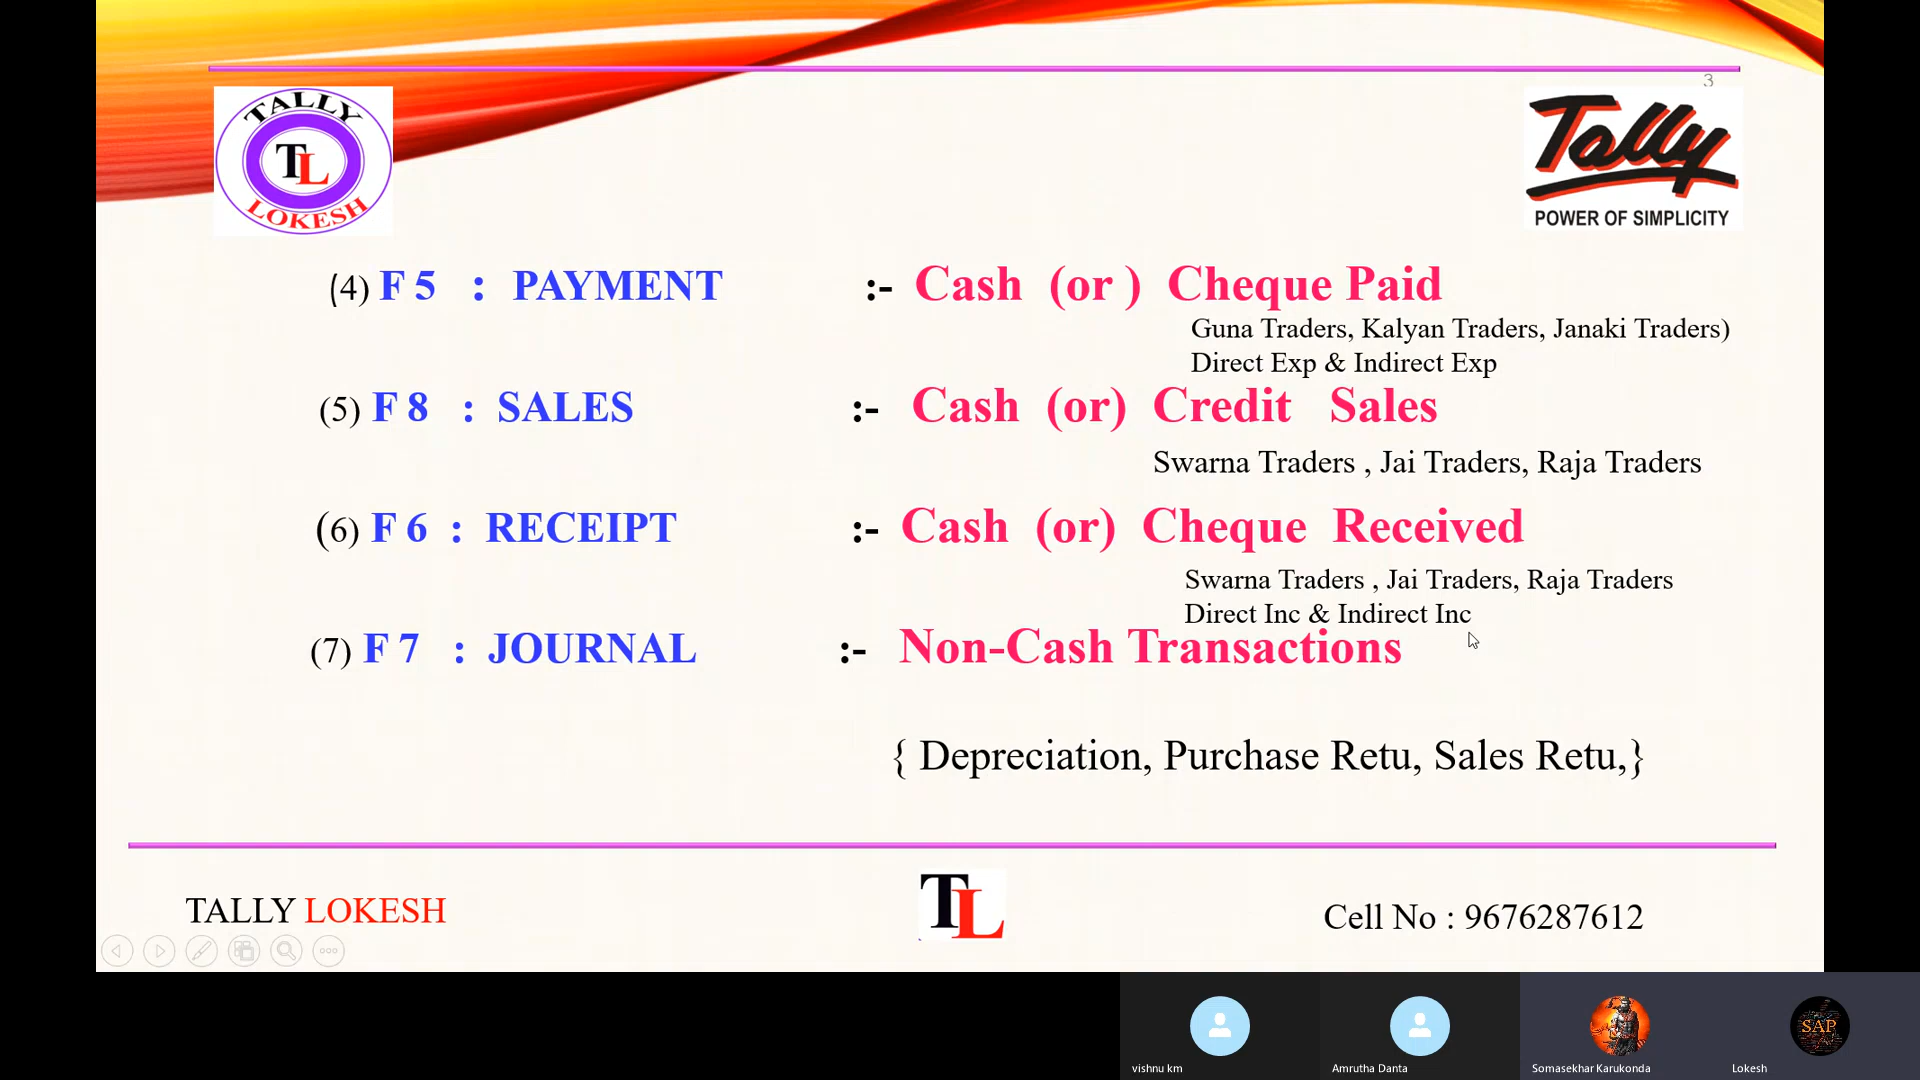 3
TALLY
TL
LOKESH
Tally
POWER OF SIMPLICITY
(4) F 5 : PAYMENT :- Cash (or ) Cheque Paid
Guna Traders, Kalyan Traders, Janaki Traders)
Direct Exp & Indirect Exp
(5) F 8 : SALES :- Cash (or) Credit Sales
Swarna Traders , Jai Traders, Raja Traders
(6) F 6 : RECEIPT :- Cash (or) Cheque Received
Swarna Traders , Jai Traders, Raja Traders
Direct Inc & Indirect Inc
(7) F 7 : JOURNAL :- Non-Cash Transactions
{ Depreciation, Purchase Retu, Sales Retu,}
TALLY LOKESH
TL
Cell No : 9676287612
SAP
vishnu km
Amrutha Danta
Somasekhar Karukonda
Lokesh